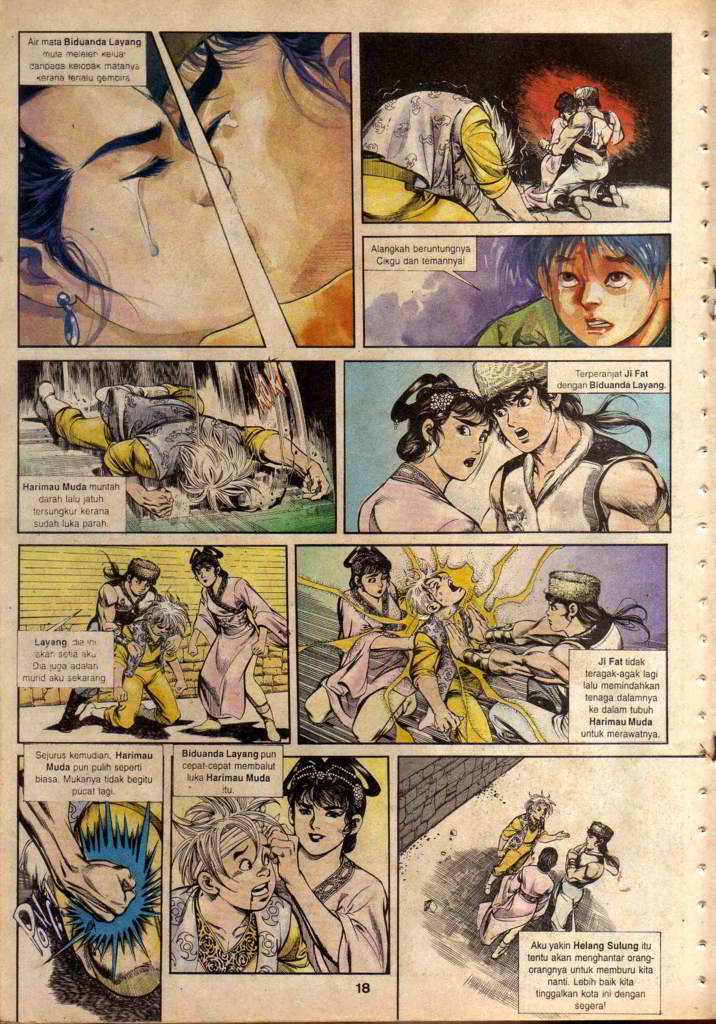 Air mata Biduanda Layang
mula meleleh keluar
daripada kelopak matanya
kerana terlalu gembira.
Alangkah beruntungnya
Cikgu dan temannya!
Harimau Muda muntah
darah lalu jatuh
tersungkur kerana
sudah luka parah.
Terperanjat Ji Fat
dengan Biduanda Layang.
Layang, dia ini
akan setia aku.
Dia juga adalah
murid aku sekarang.
Ji Fat tidak
teragak-agak lagi
lalu memindahkan
tenaga dalamnya
ke dalam tubuh
Harimau Muda
untuk merawatnya.
Sejurus kemudian, Harimau
Muda pun pulih seperti
biasa. Mukanya tidak begitu
pucat lagi.
Biduanda Layang pun
cepat-cepat membalut
luka Harimau Muda
itu.
Aku yakin Helang Sulung itu
tentu akan menghantar orang-
orangnya untuk memburu kita
nanti. Lebih baik kita
tinggalkan kota ini dengan
segera!
18